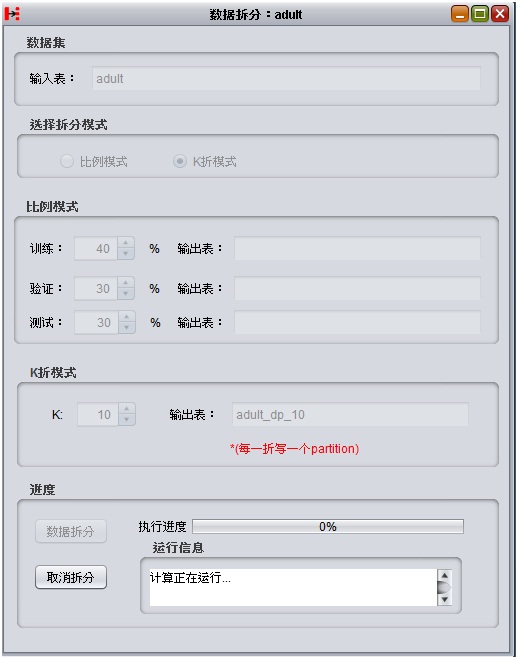 数据拆分：adult
数据集
输入表： adult
选择拆分模式
比例模式 K折模式
比例模式
训练： 40 % 输出表：
验证： 30 % 输出表：
测试： 30 % 输出表：
K折模式
K: 10 输出表： adult_dp_10
*(每一折写一个partition)
进度
数据拆分 执行进度 0%
运行信息
取消拆分 计算正在运行...